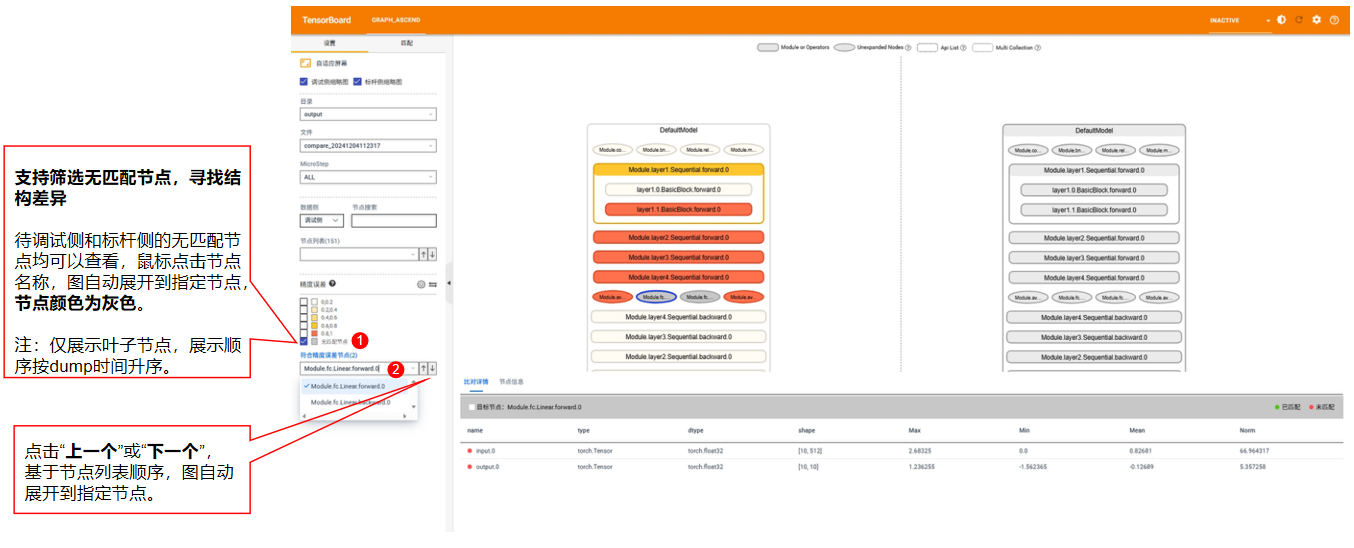 TensorBoard
GRAPH_ASCEND
INACTIVE
设置
匹配
自适应屏幕
调试侧缩略图
标杆侧缩略图
目录
output
文件
compare_20241204112317
MicroStep
ALL
数据侧
节点搜索
调试侧
节点列表(151)
精度误差
0,0.2
0.2,0.4
0.4,0.6
0.6,0.8
0.8,1
无匹配节点
符合精度误差节点(2)
Module.fc.Linear.forward.0
Module.fc.Linear.forward.0
Module.fc.Linear.backward.0
1
2
支持筛选无匹配节点，寻找结
构差异
待调试侧和标杆侧的无匹配节
点均可以查看，鼠标点击节点
名称，图自动展开到指定节点，
节点颜色为灰色。
注：仅展示叶子节点，展示顺
序按dump时间升序。
点击“上一个”或“下一个”，
基于节点列表顺序，图自动
展开到指定节点。
Module or Operators
Unexpanded Nodes
Api List
Multi Collection
DefaultModel
Module.co...
Module.bn...
Module.rel...
Module.m...
Module.layer1.Sequential.forward.0
layer1.0.BasicBlock.forward.0
layer1.1.BasicBlock.forward.0
Module.layer2.Sequential.forward.0
Module.layer3.Sequential.forward.0
Module.layer4.Sequential.forward.0
Module.av...
Module.fc....
Module.fc....
Module.av...
Module.layer4.Sequential.backward.0
Module.layer3.Sequential.backward.0
Module.layer2.Sequential.backward.0
DefaultModel
Module.co...
Module.bn...
Module.rel...
Module.m...
Module.layer1.Sequential.forward.0
layer1.0.BasicBlock.forward.0
layer1.1.BasicBlock.forward.0
Module.layer2.Sequential.forward.0
Module.layer3.Sequential.forward.0
Module.layer4.Sequential.forward.0
Module.av...
Module.fc....
Module.fc....
Module.av...
Module.layer4.Sequential.backward.0
Module.layer3.Sequential.backward.0
Module.layer2.Sequential.backward.0
比对详情
节点信息
目标节点：Module.fc.Linear.forward.0
已匹配
未匹配
name type dtype shape Max Min Mean Norm
input.0 torch.Tensor torch.float32 [10, 512] 2.68325 0.0 0.82681 66.964317
output.0 torch.Tensor torch.float32 [10, 10] 1.236255 -1.562365 -0.12689 5.357258